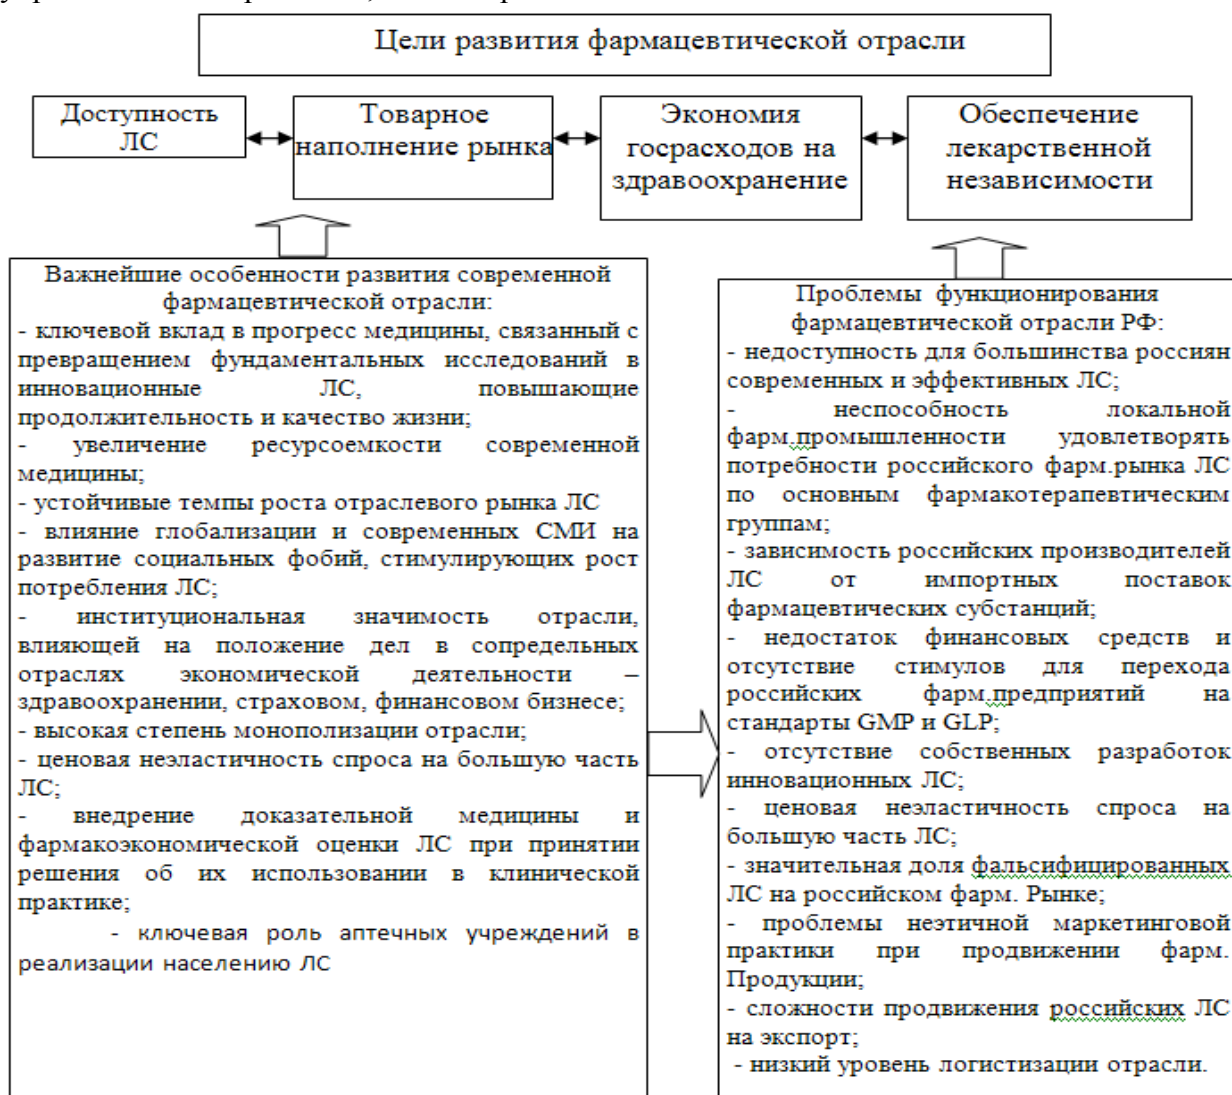 Цели развития фармацевтической отрасли
Доступность
ЛС
Товарное
наполнение рынка
Экономия
госрасходов на
здравоохранение
Обеспечение
лекарственной
независимости
Важнейшие особенности развития современной
фармацевтической отрасли:
- ключевой вклад в прогресс медицины, связанный с
превращением фундаментальных исследований в
инновационные ЛС, повышающие
продолжительность и качество жизни;
- увеличение ресурсоемкости современной
медицины;
- устойчивые темпы роста отраслевого рынка ЛС
- влияние глобализации и современных СМИ на
развитие социальных фобий, стимулирующих рост
потребления ЛС;
- институциональная значимость отрасли,
влияющей на положение дел в сопредельных
отраслях экономической деятельности –
здравоохранении, страховом, финансовом бизнесе;
- высокая степень монополизации отрасли;
- ценовая неэластичность спроса на большую часть
ЛС;
- внедрение доказательной медицины и
фармакоэкономической оценки ЛС при принятии
решения об их использовании в клинической
практике;
- ключевая роль аптечных учреждений в
реализации населению ЛС
Проблемы функционирования
фармацевтической отрасли РФ:
- недоступность для большинства россиян
современных и эффективных ЛС;
- неспособность локальной
фарм.промышленности удовлетворять
потребности российского фарм.рынка ЛС
по основным фармакотерапевтическим
группам;
- зависимость российских производителей
ЛС от импортных поставок
фармацевтических субстанций;
- недостаток финансовых средств и
отсутствие стимулов для перехода
российских фарм.предприятий на
стандарты GMP и GLP;
- отсутствие собственных разработок
инновационных ЛС;
- ценовая неэластичность спроса на
большую часть ЛС;
- значительная доля фальсифицированных
ЛС на российском фарм. Рынке;
- проблемы неэтичной маркетинговой
практики при продвижении фарм.
Продукции;
- сложности продвижения российских ЛС
на экспорт;
- низкий уровень логистизации отрасли.